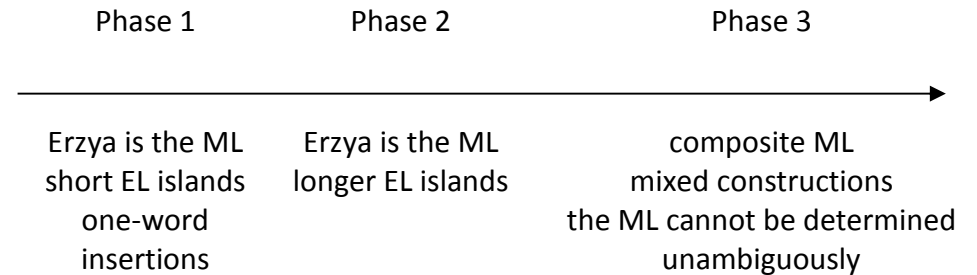 Phase 1
Phase 2
Phase 3
Erzya is the ML
short EL islands
one-word
insertions
Erzya is the ML
longer EL islands
composite ML
mixed constructions
the ML cannot be determined
unambiguously